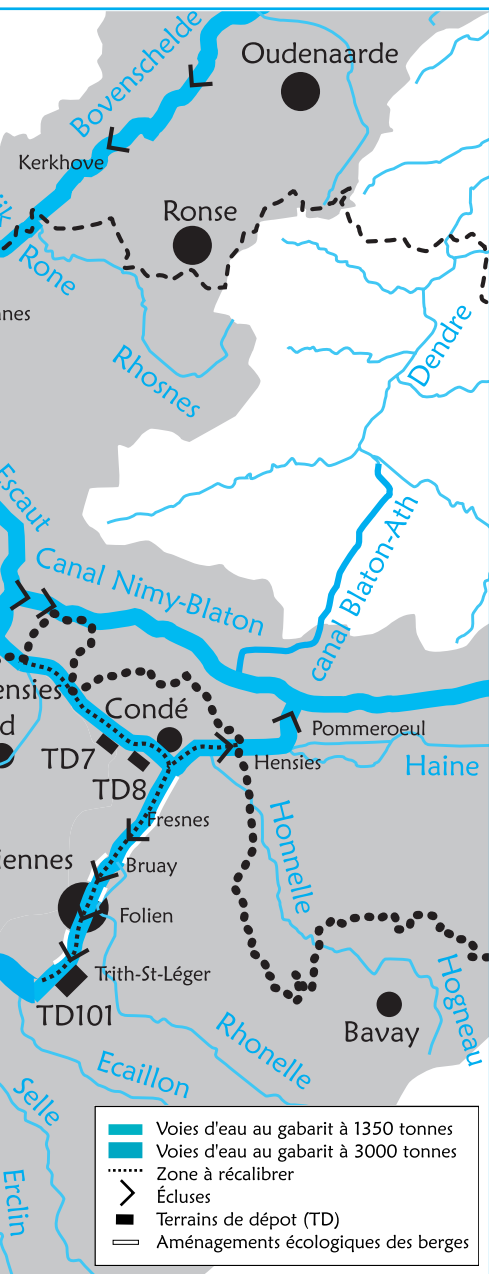 Oudenaarde
Bovenschelde
Kerkhove
Ronse
Rone
Rhosnes
Dendre
Escaut
canal Blaton-Ath
Canal Nimy-Blaton
Condé
Pommeroeul
TD7
Hensies
Haine
TD8
Fresnes
Honnelle
Bruay
Folien
Trith-St-Léger
Hogneau
TD101
Bavay
Rhonelle
Ecaillon
Selle
Erclin
Voies d'eau au gabarit à 1350 tonnes
Voies d'eau au gabarit à 3000 tonnes
Zone à récalibrer
Écluses
Terrains de dépot (TD)
Aménagements écologiques des berges